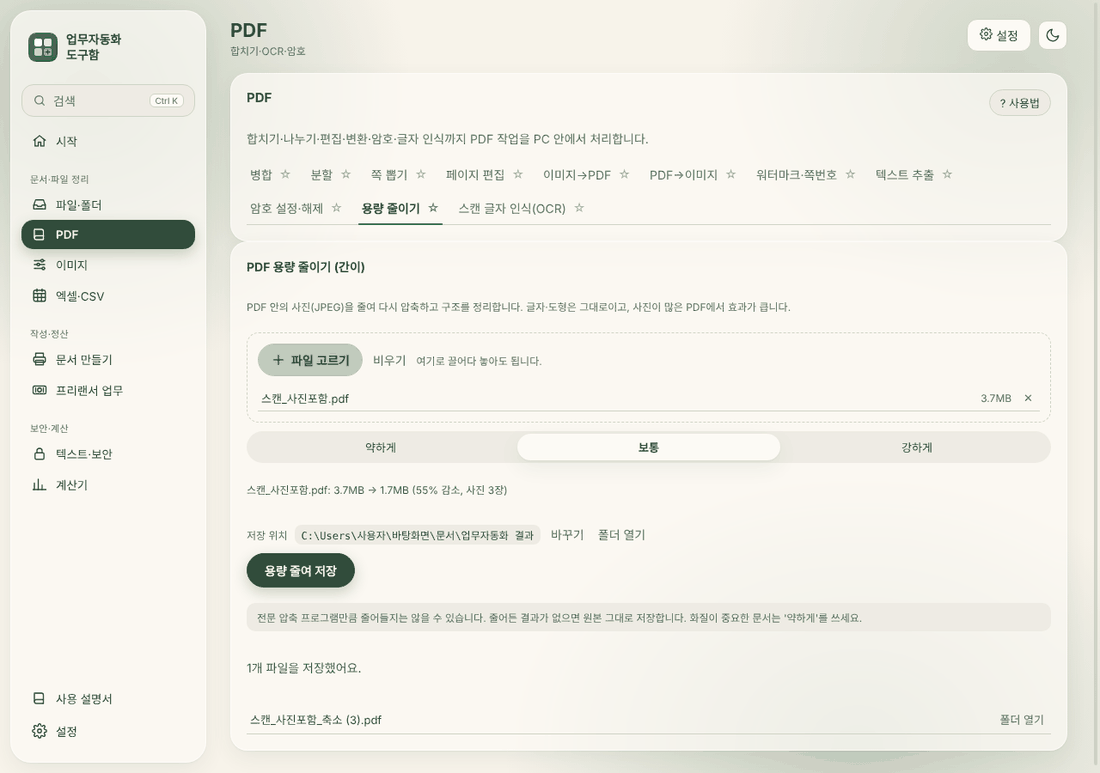 업무자동화
도구함
검색 Ctrl K
시작
문서·파일 정리
파일·폴더
PDF
이미지
엑셀·CSV
작성·정산
문서 만들기
프리랜서 업무
보안·계산
텍스트·보안
계산기
사용 설명서
설정
PDF
합치기·OCR·암호
설정
PDF
? 사용법
합치기·나누기·편집·변환·암호·글자 인식까지 PDF 작업을 PC 안에서 처리합니다.
병합 ☆ 분할 ☆ 쪽 뽑기 ☆ 페이지 편집 ☆ 이미지→PDF ☆ PDF→이미지 ☆ 워터마크·쪽번호 ☆ 텍스트 추출 ☆
암호 설정·해제 ☆ 용량 줄이기 ☆ 스캔 글자 인식(OCR) ☆
PDF 용량 줄이기 (간이)
PDF 안의 사진(JPEG)을 줄여 다시 압축하고 구조를 정리합니다. 글자·도형은 그대로이고, 사진이 많은 PDF에서 효과가 큽니다.
+ 파일 고르기 비우기 여기로 끌어다 놓아도 됩니다.
스캔_사진포함.pdf 3.7MB ×
약하게 보통 강하게
스캔_사진포함.pdf: 3.7MB → 1.7MB (55% 감소, 사진 3장)
저장 위치 C:\Users\사용자\바탕화면\문서\업무자동화 결과 바꾸기 폴더 열기
용량 줄여 저장
전문 압축 프로그램만큼 줄어들지는 않을 수 있습니다. 줄어든 결과가 없으면 원본 그대로 저장합니다. 화질이 중요한 문서는 '약하게'를 쓰세요.
1개 파일을 저장했어요.
스캔_사진포함_축소 (3).pdf 폴더 열기